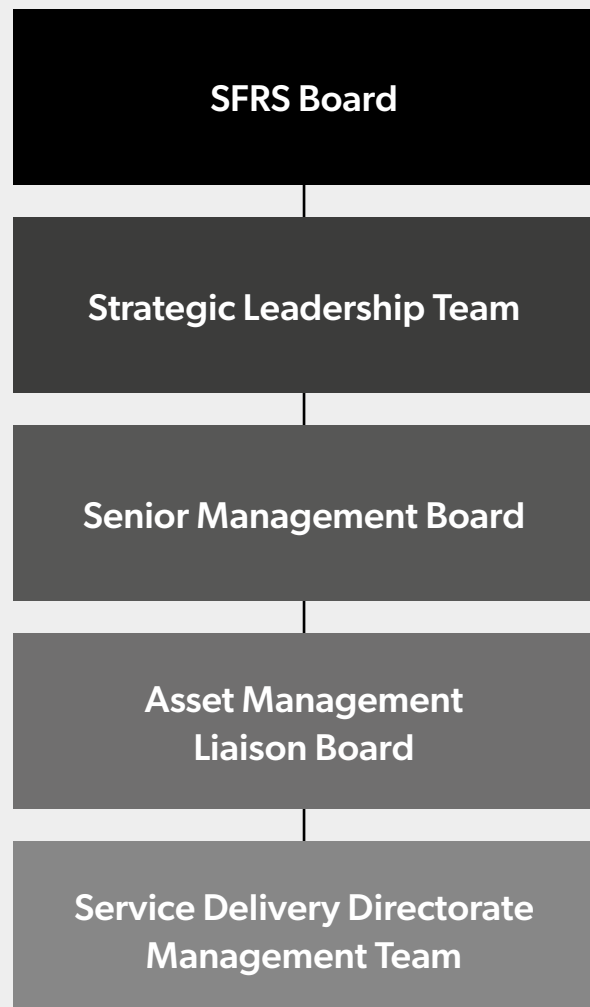 SFRS Board
Strategic Leadership Team
Senior Management Board
Asset Management
Liaison Board
Service Delivery Directorate
Management Team